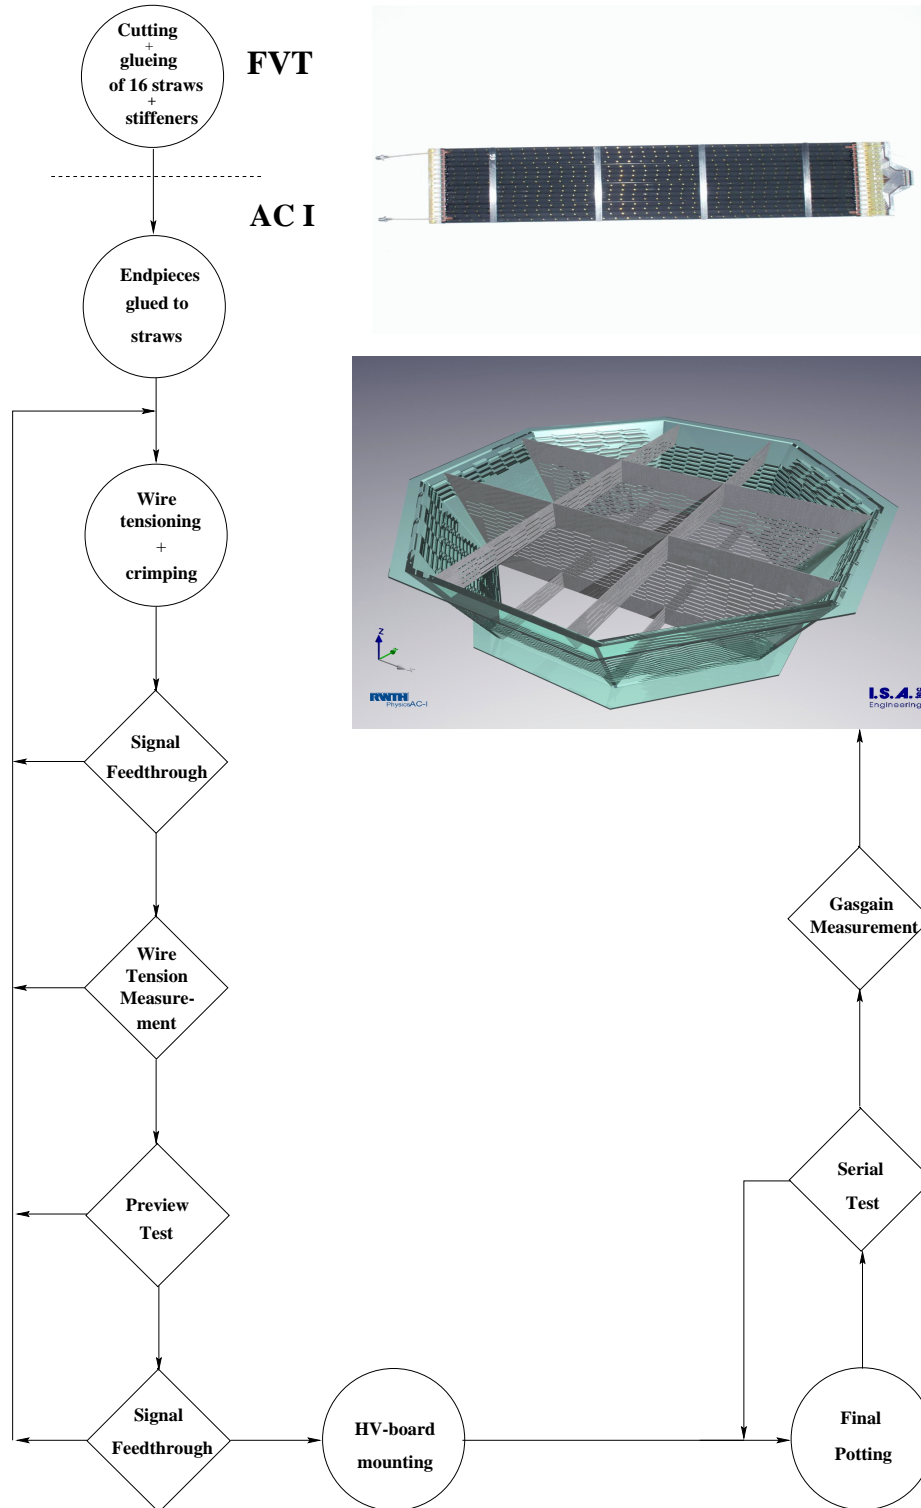 Cutting
+
glueing
of 16 straws
+
stiffeners
FVT
AC I
Endpieces
glued to
straws
Wire
tensioning
+
crimping
Z
RWTH
PhysicsAC-I
I.S.A.
Engineering
Signal
Feedthrough
Wire
Tension
Measure-
ment
Preview
Test
Signal
Feedthrough
HV-board
mounting
Final
Potting
Serial
Test
Gasgain
Measurement